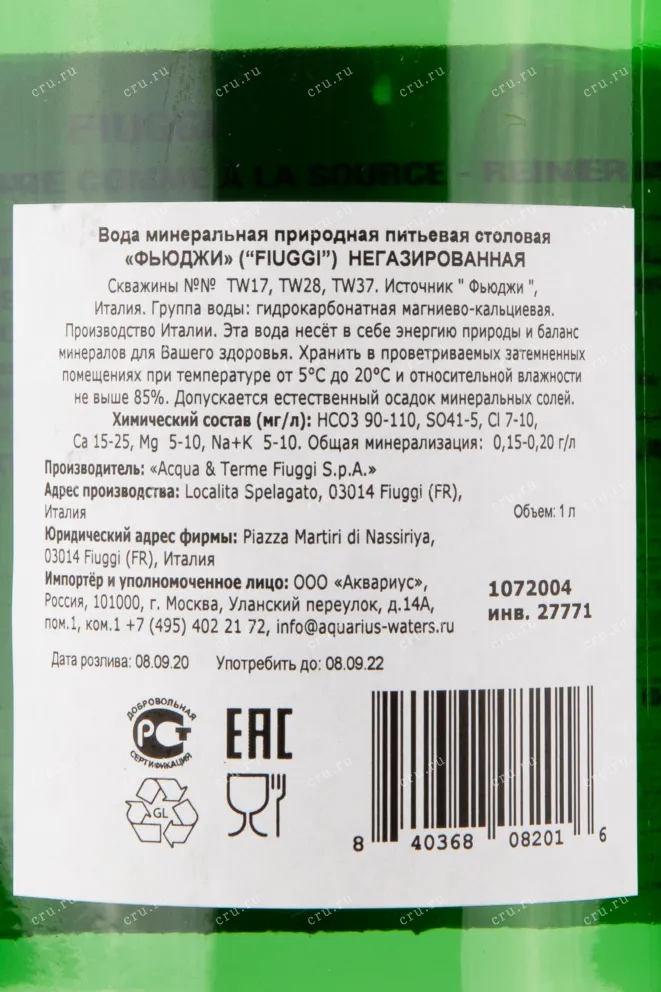 FIUGGI
COMME À LA SOURCE - REINER
Вода минеральная природная питьевая столовая
«ФЬЮДЖИ» (“FIUGGI”) НЕГАЗИРОВАННАЯ
Скважины №№ TW17, TW28, TW37. Источник " Фьюджи ",
Италия. Группа воды: гидрокарбонатная магниево-кальциевая.
Производство Италии. Эта вода несёт в себе энергию природы и баланс
минералов для Вашего здоровья. Хранить в проветриваемых затемненных
помещениях при температуре от 5°С до 20°С и относительной влажности
не выше 85%. Допускается естественный осадок минеральных солей.
Химический состав (мг/л): HCO3 90-110, SO41-5, Cl 7-10,
Ca 15-25, Mg 5-10, Na+K 5-10. Общая минерализация: 0,15-0,20 г/л
Производитель: «Acqua & Terme Fiuggi S.p.A.»
Адрес производства: Localita Spelagato, 03014 Fiuggi (FR),
Италия
Объем: 1 л
Юридический адрес фирмы: Piazza Martiri di Nassiriya,
03014 Fiuggi (FR), Италия
Импортёр и уполномоченное лицо: ООО «Аквариус»,
Россия, 101000, г. Москва, Уланский переулок, д.14А,
пом.1, ком.1 +7 (495) 402 21 72, info@aquarius-waters.ru
1072004
инв. 27771
Дата розлива: 08.09.20 Употребить до: 08.09.22
ДОБРОВОЛЬНАЯ
РСТ
СЕРТИФИКАЦИЯ
EAC
GL
8 40368 08201 6
cru.ru